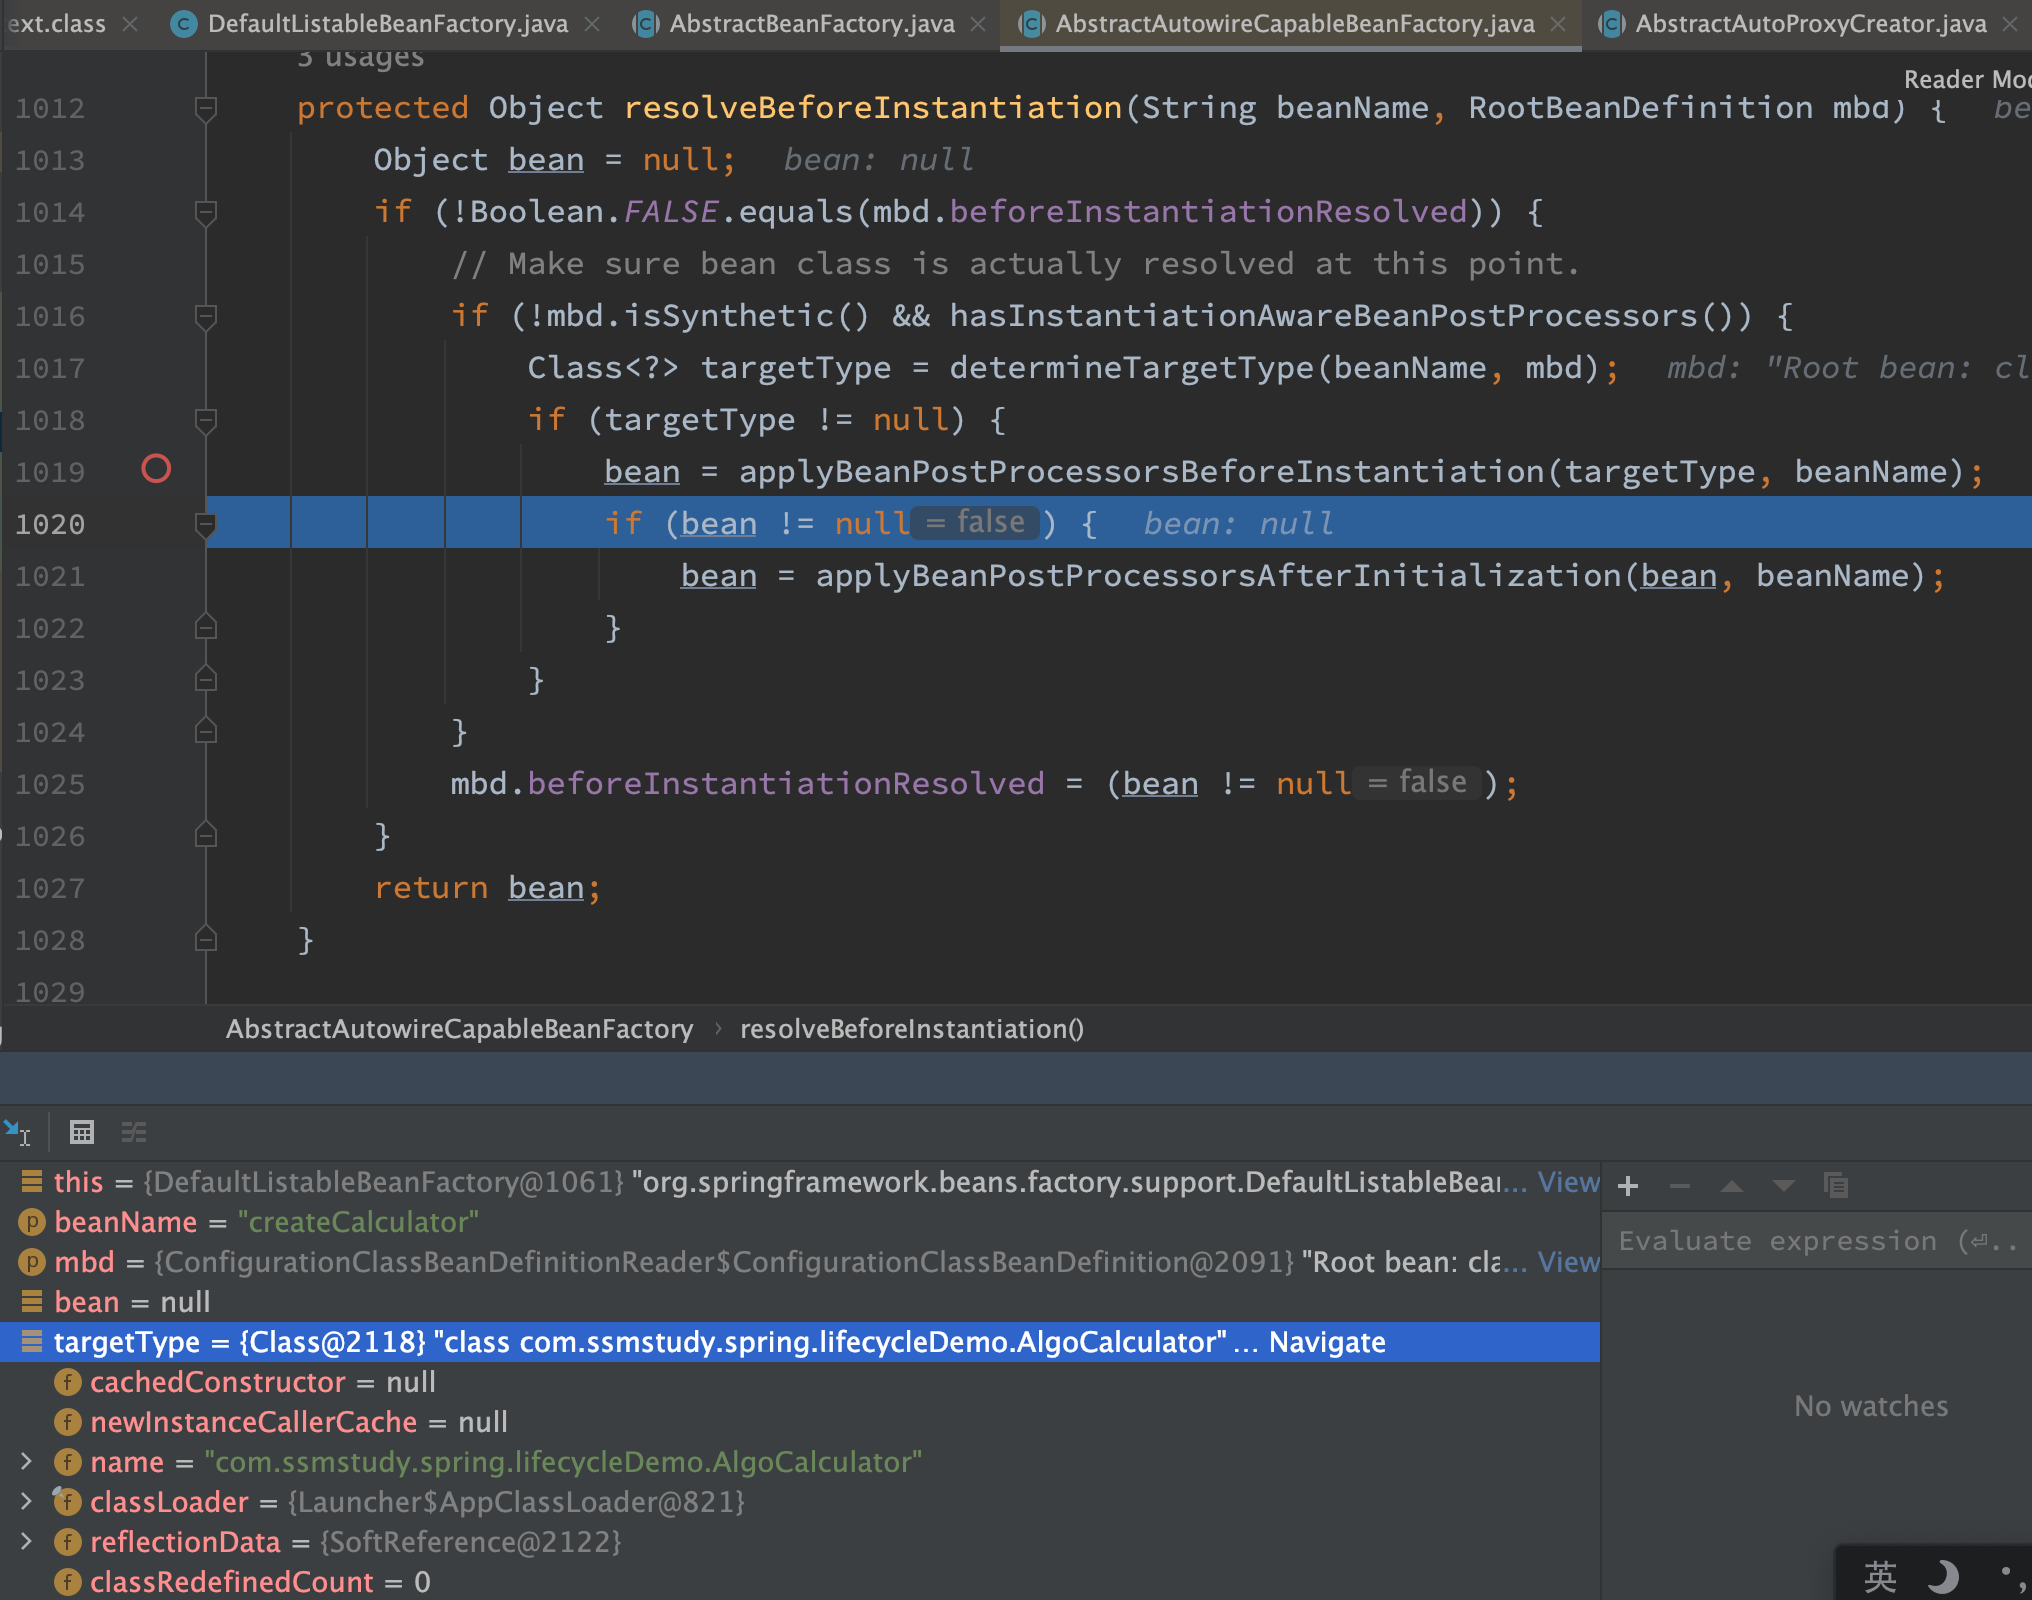 ext.class DefaultListableBeanFactory.java AbstractBeanFactory.java AbstractAutowireCapableBeanFactory.java AbstractAutoProxyCreator.java
3 usages
Reader Mod
1012 protected Object resolveBeforeInstantiation(String beanName, RootBeanDefinition mbd) { be
1013 Object bean = null; bean: null
1014 if (!Boolean.FALSE.equals(mbd.beforeInstantiationResolved)) {
1015 // Make sure bean class is actually resolved at this point.
1016 if (!mbd.isSynthetic() && hasInstantiationAwareBeanPostProcessors()) {
1017 Class<?> targetType = determineTargetType(beanName, mbd); mbd: "Root bean: cl
1018 if (targetType != null) {
1019 bean = applyBeanPostProcessorsBeforeInstantiation(targetType, beanName);
1020 if (bean != null = false ) { bean: null
1021 bean = applyBeanPostProcessorsAfterInitialization(bean, beanName);
1022 }
1023 }
1024 }
1025 mbd.beforeInstantiationResolved = (bean != null = false );
1026 }
1027 return bean;
1028 }
1029
AbstractAutowireCapableBeanFactory › resolveBeforeInstantiation()
this = {DefaultListableBeanFactory@1061} "org.springframework.beans.factory.support.DefaultListableBear... View
beanName = "createCalculator"
mbd = {ConfigurationClassBeanDefinitionReader$ConfigurationClassBeanDefinition@2091} "Root bean: cla... View
bean = null
targetType = {Class@2118} "class com.ssmstudy.spring.lifecycleDemo.AlgoCalculator" ... Navigate
cachedConstructor = null
newInstanceCallerCache = null
name = "com.ssmstudy.spring.lifecycleDemo.AlgoCalculator"
classLoader = {Launcher$AppClassLoader@821}
reflectionData = {SoftReference@2122}
classRedefinedCount = 0
Evaluate expression (⏎..
No watches
英